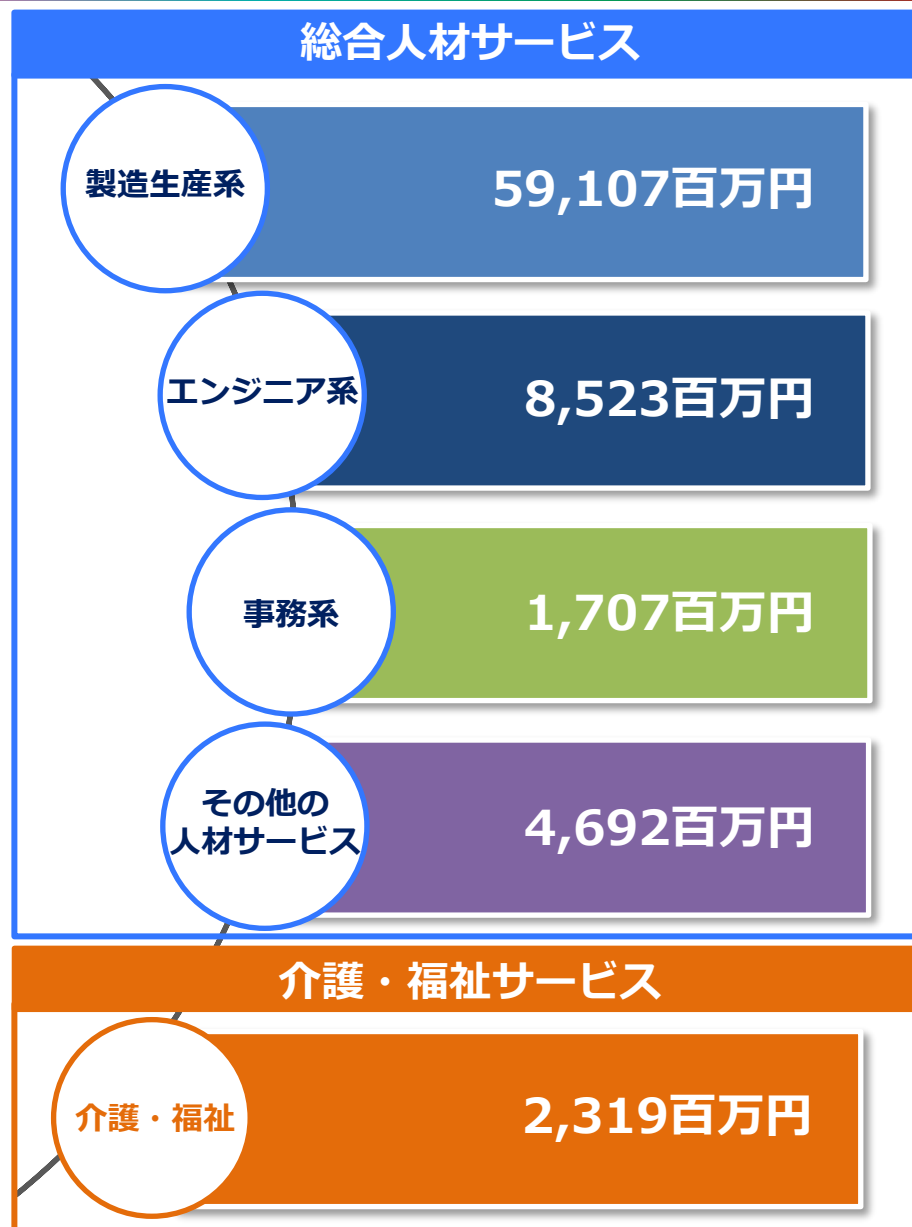 総合人材サービス
製造生産系
59,107百万円
エンジニア系
8,523百万円
事務系
1,707百万円
その他の
人材サービス
4,692百万円
介護・福祉サービス
介護・福祉
2,319百万円